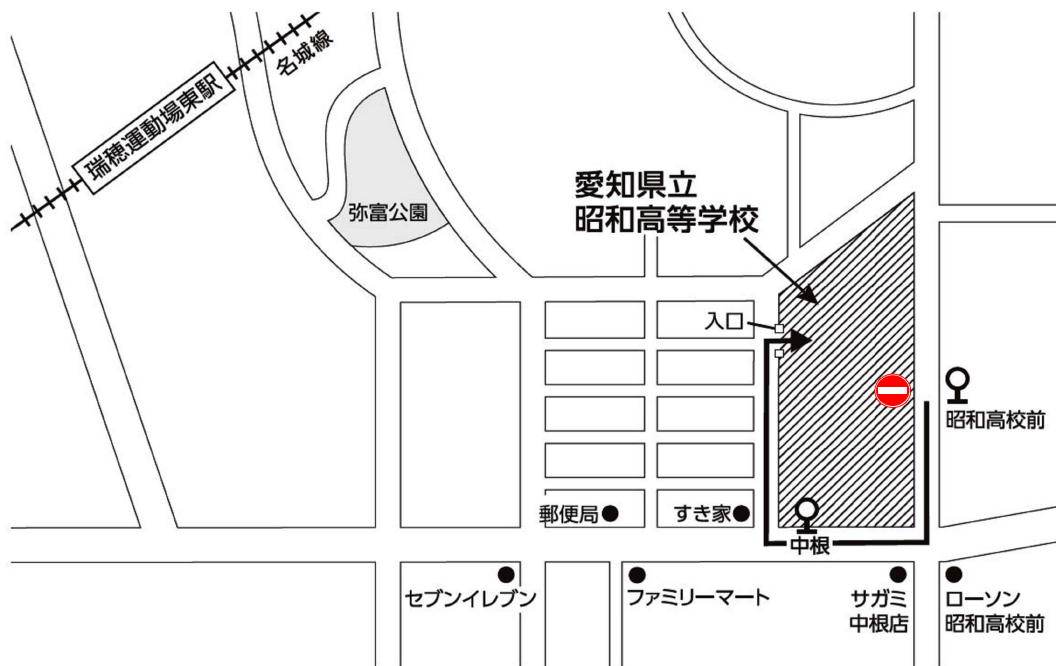 名城線
瑞穂運動場東駅
弥富公園
愛知県立
昭和高等学校
入口
昭和高校前
郵便局
すき家
中根
セブンイレブン
ファミリーマート
サガミ
中根店
ローソン
昭和高校前